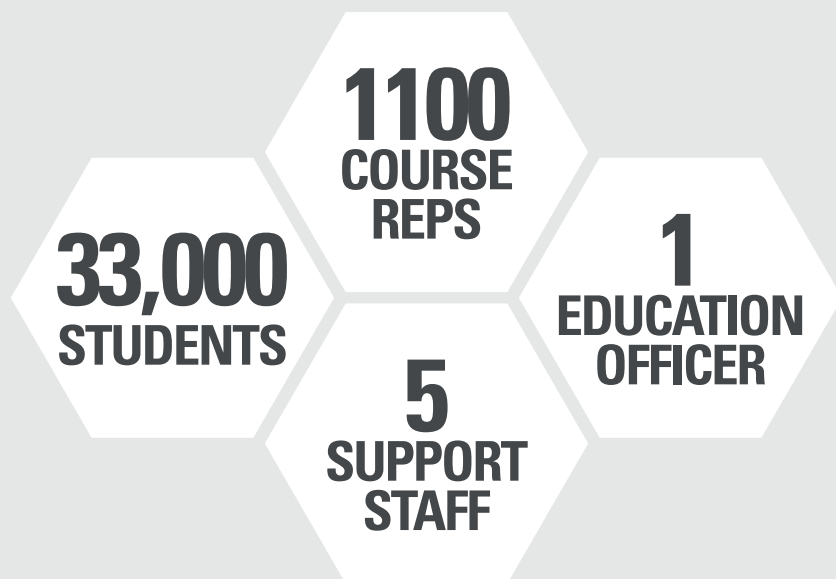 1100
COURSE
REPS
33,000
STUDENTS
1
EDUCATION
OFFICER
5
SUPPORT
STAFF